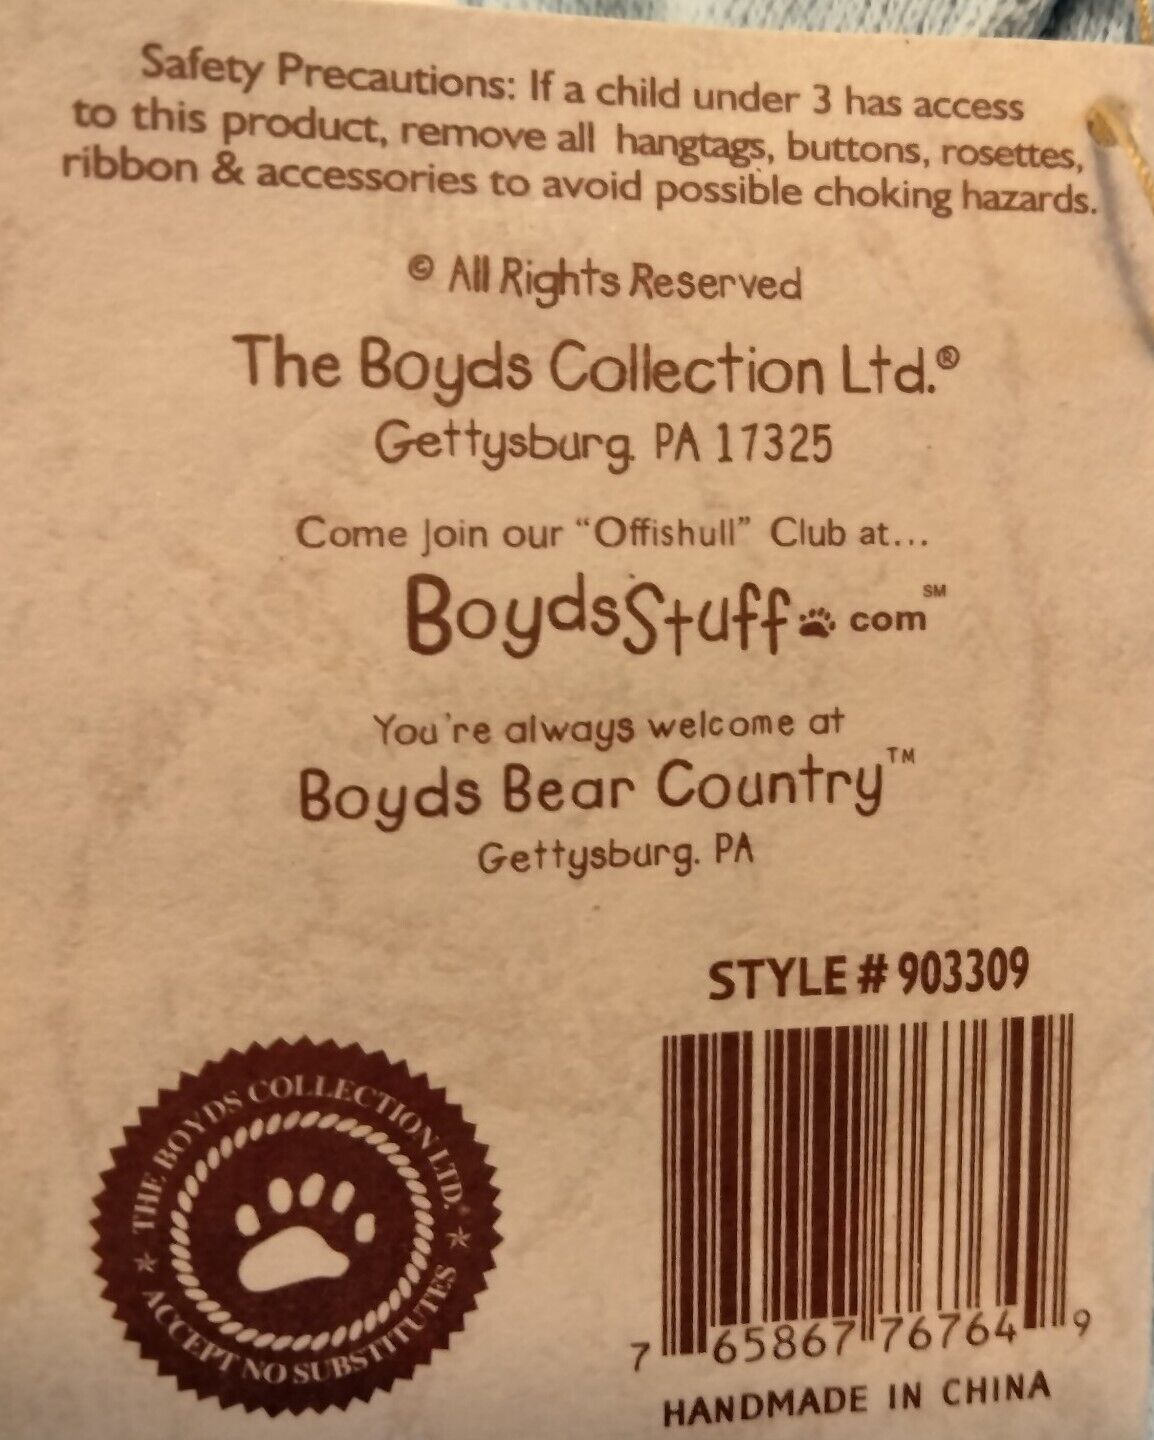 Safety Precautions: If a child under 3 has access
to this product, remove all hangtags, buttons, rosettes,
ribbon & accessories to avoid possible choking hazards.
© All Rights Reserved
The Boyds Collection Ltd.®
Gettysburg, PA 17325
Come Join our “Offishull” Club at...
BoydsStuff.com℠
You're always welcome at
Boyds Bear Country™
Gettysburg, PA
STYLE # 903309
THE BOYDS COLLECTION LTD.®
ACCEPT NO SUBSTITUTES
7 65867 76764 9
HANDMADE IN CHINA